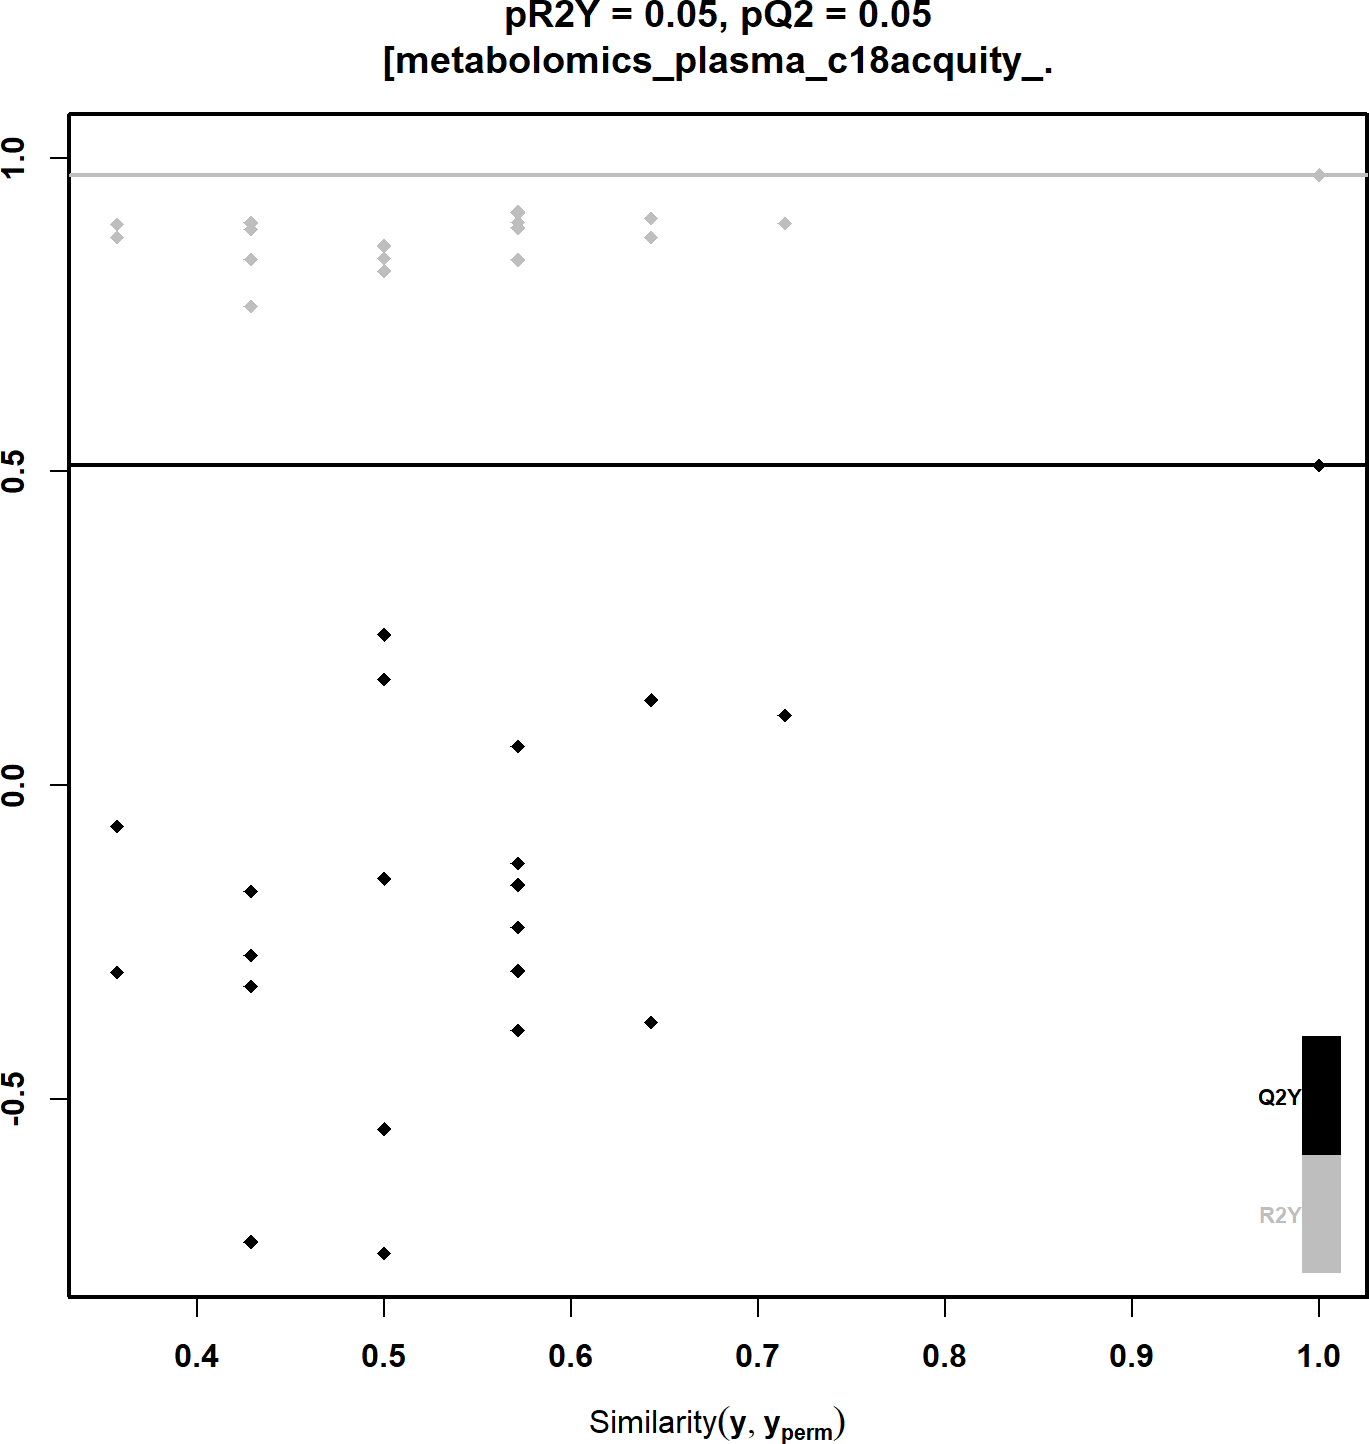 pR2Y = 0.05, pQ2 = 0.05
[metabolomics_plasma_c18acquity_.
1.0
0.5
0.0
-0.5
Q2Y
R2Y
0.4 0.5 0.6 0.7 0.8 0.9 1.0
Similarity(y, yperm)